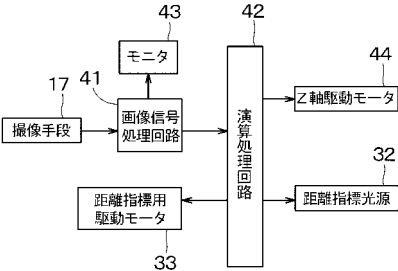 43
42
モニタ
44
41
17
Z軸駆動モータ
撮像手段
画像信号
処理回路
演算処理回路
32
距離指標用
駆動モータ
距離指標光源
33